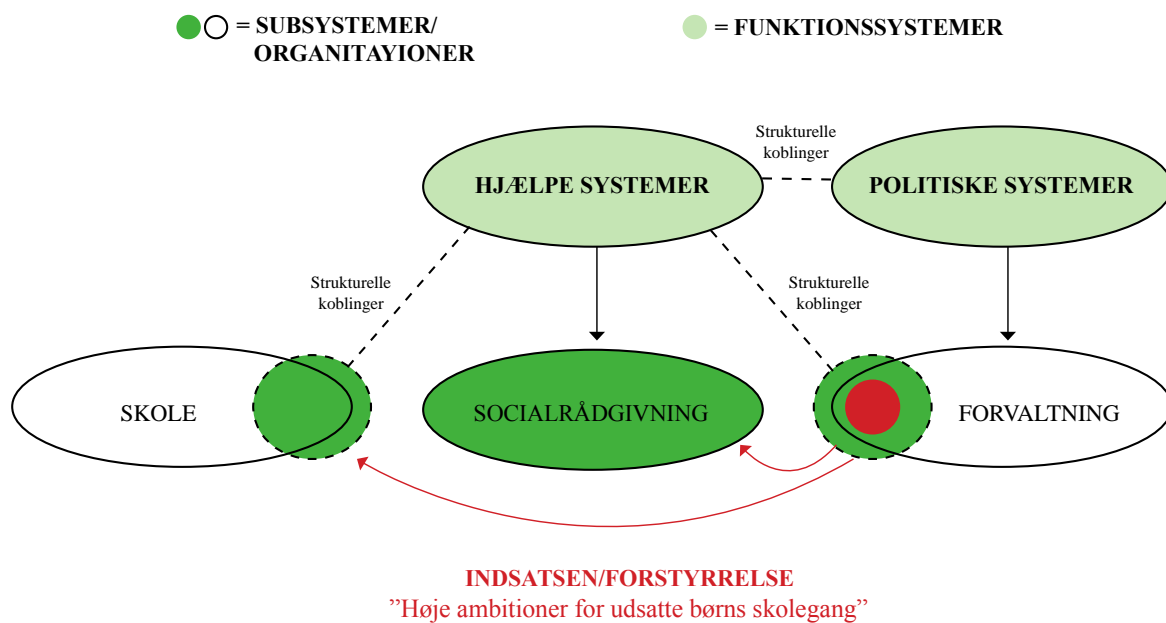 = SUBSYSTEMER/
ORGANITAYIONER
= FUNKTIONSSYSTEMER
Strukturelle
koblinger
HJÆLPE SYSTEMER
POLITISKE SYSTEMER
Strukturelle
koblinger
Strukturelle
koblinger
SKOLE
SOCIALRÅDGIVNING
FORVALTNING
INDSATSEN/FORSTYRRELSE
”Høje ambitioner for udsatte børns skolegang”